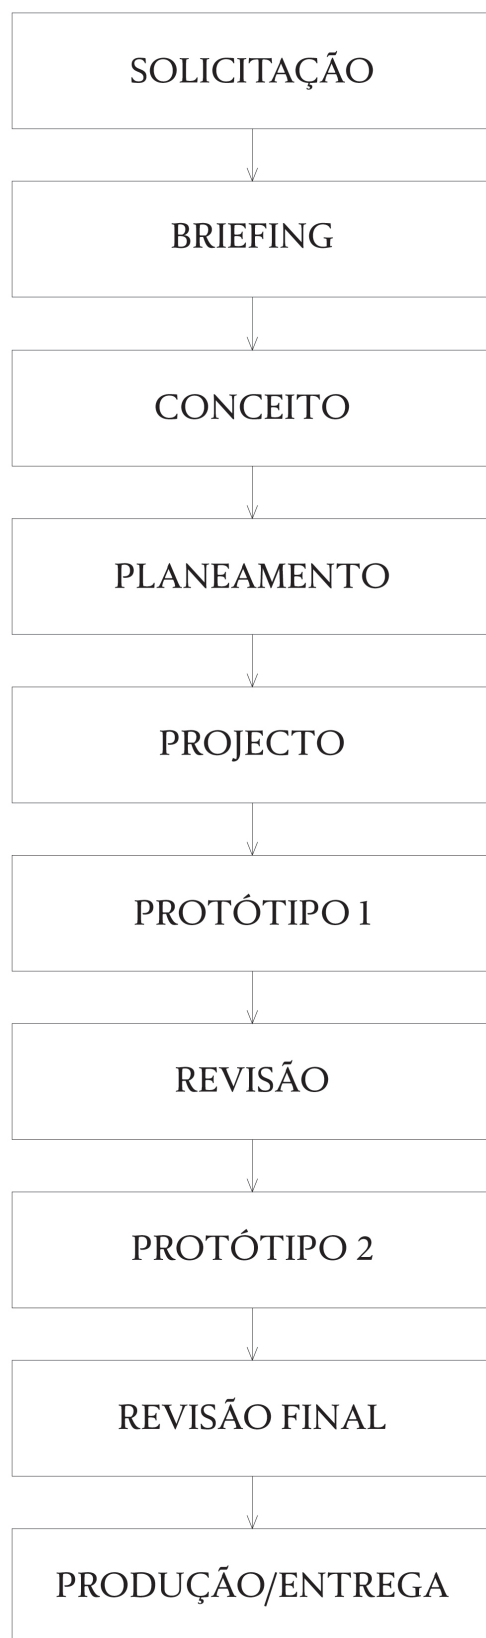 SOLICITAÇÃO
BRIEFING
CONCEITO
PLANEAMENTO
PROJECTO
PROTÓTIPO 1
REVISÃO
PROTÓTIPO 2
REVISÃO FINAL
PRODUÇÃO/ENTREGA